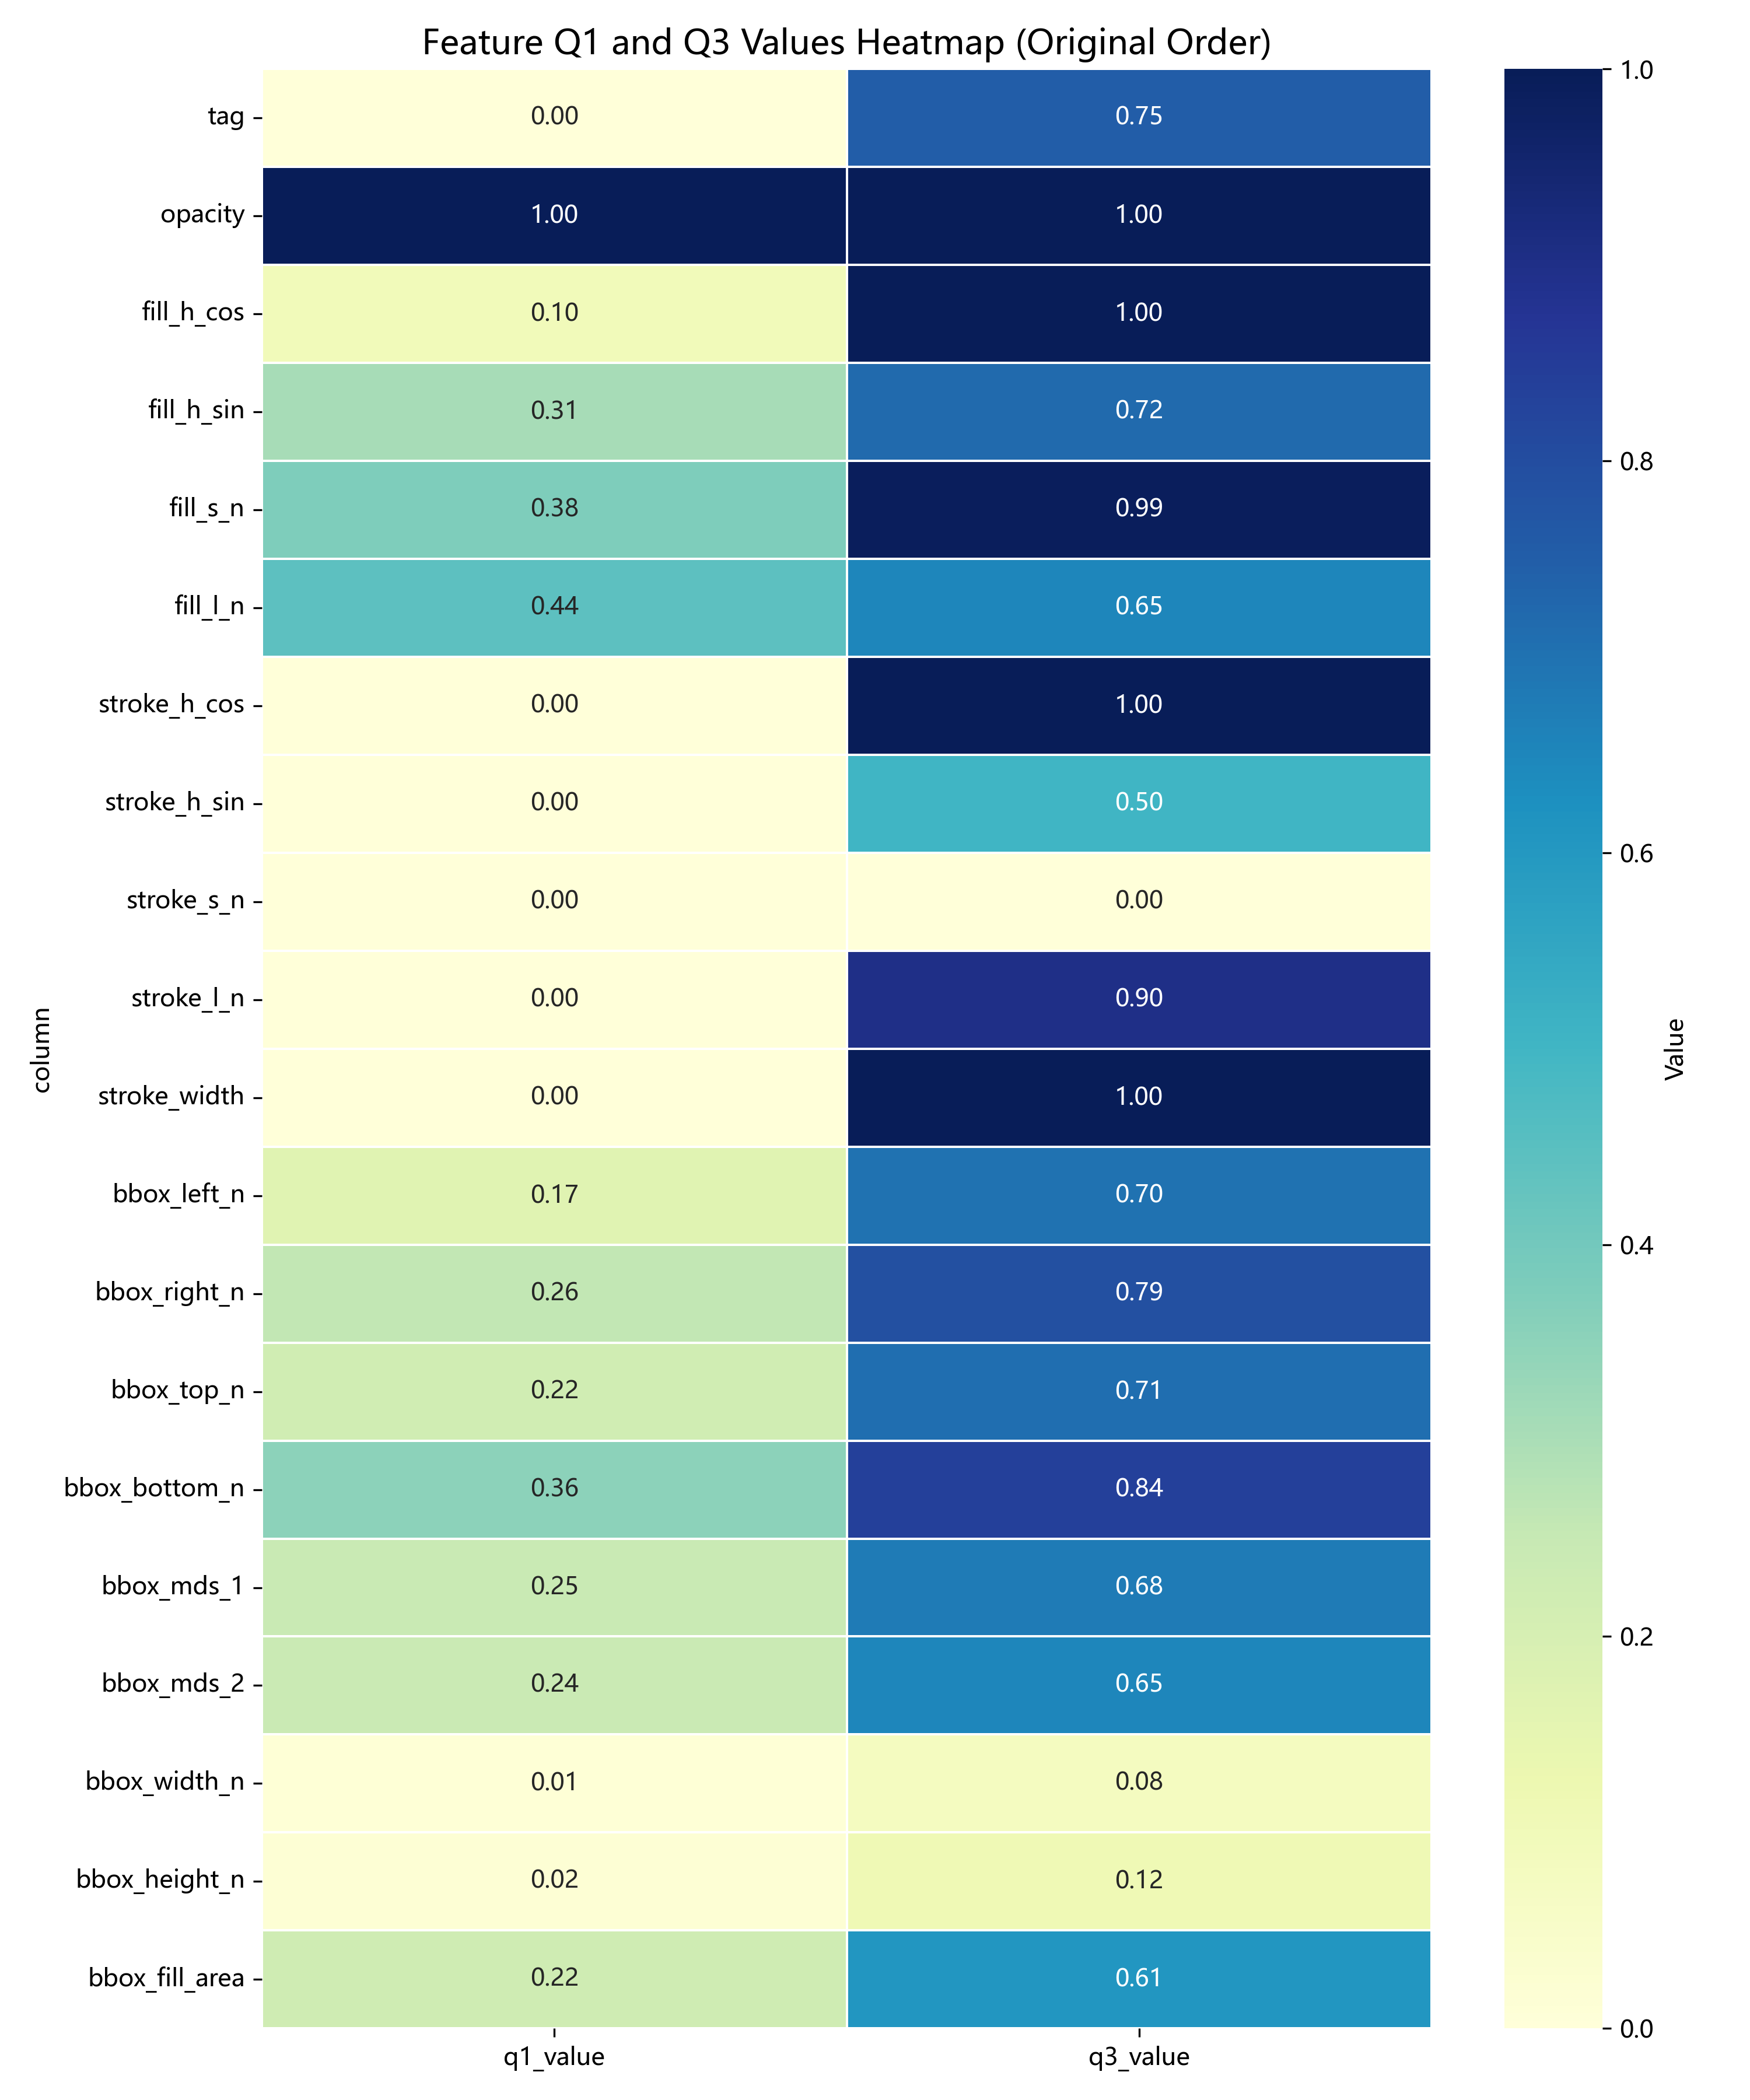 Feature Q1 and Q3 Values Heatmap (Original Order)
tag 0.00 0.75
opacity 1.00 1.00
fill_h_cos 0.10 1.00
fill_h_sin 0.31 0.72
fill_s_n 0.38 0.99
fill_l_n 0.44 0.65
stroke_h_cos 0.00 1.00
stroke_h_sin 0.00 0.50
stroke_s_n 0.00 0.00
stroke_l_n 0.00 0.90
stroke_width 0.00 1.00
bbox_left_n 0.17 0.70
bbox_right_n 0.26 0.79
bbox_top_n 0.22 0.71
bbox_bottom_n 0.36 0.84
bbox_mds_1 0.25 0.68
bbox_mds_2 0.24 0.65
bbox_width_n 0.01 0.08
bbox_height_n 0.02 0.12
bbox_fill_area 0.22 0.61
q1_value q3_value
column
1.0
0.8
0.6
0.4
0.2
0.0
Value